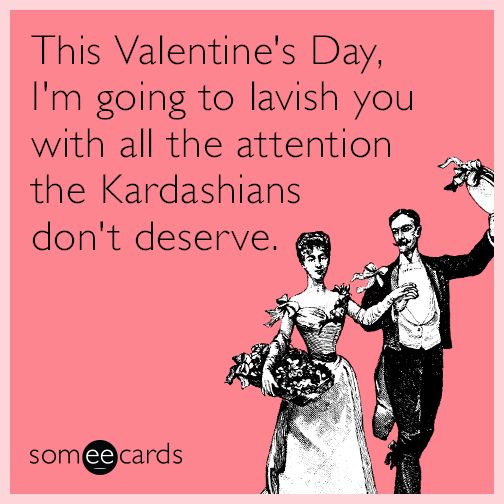 This Valentine's Day,
I'm going to lavish you
with all the attention
the Kardashians
don't deserve.
someecards